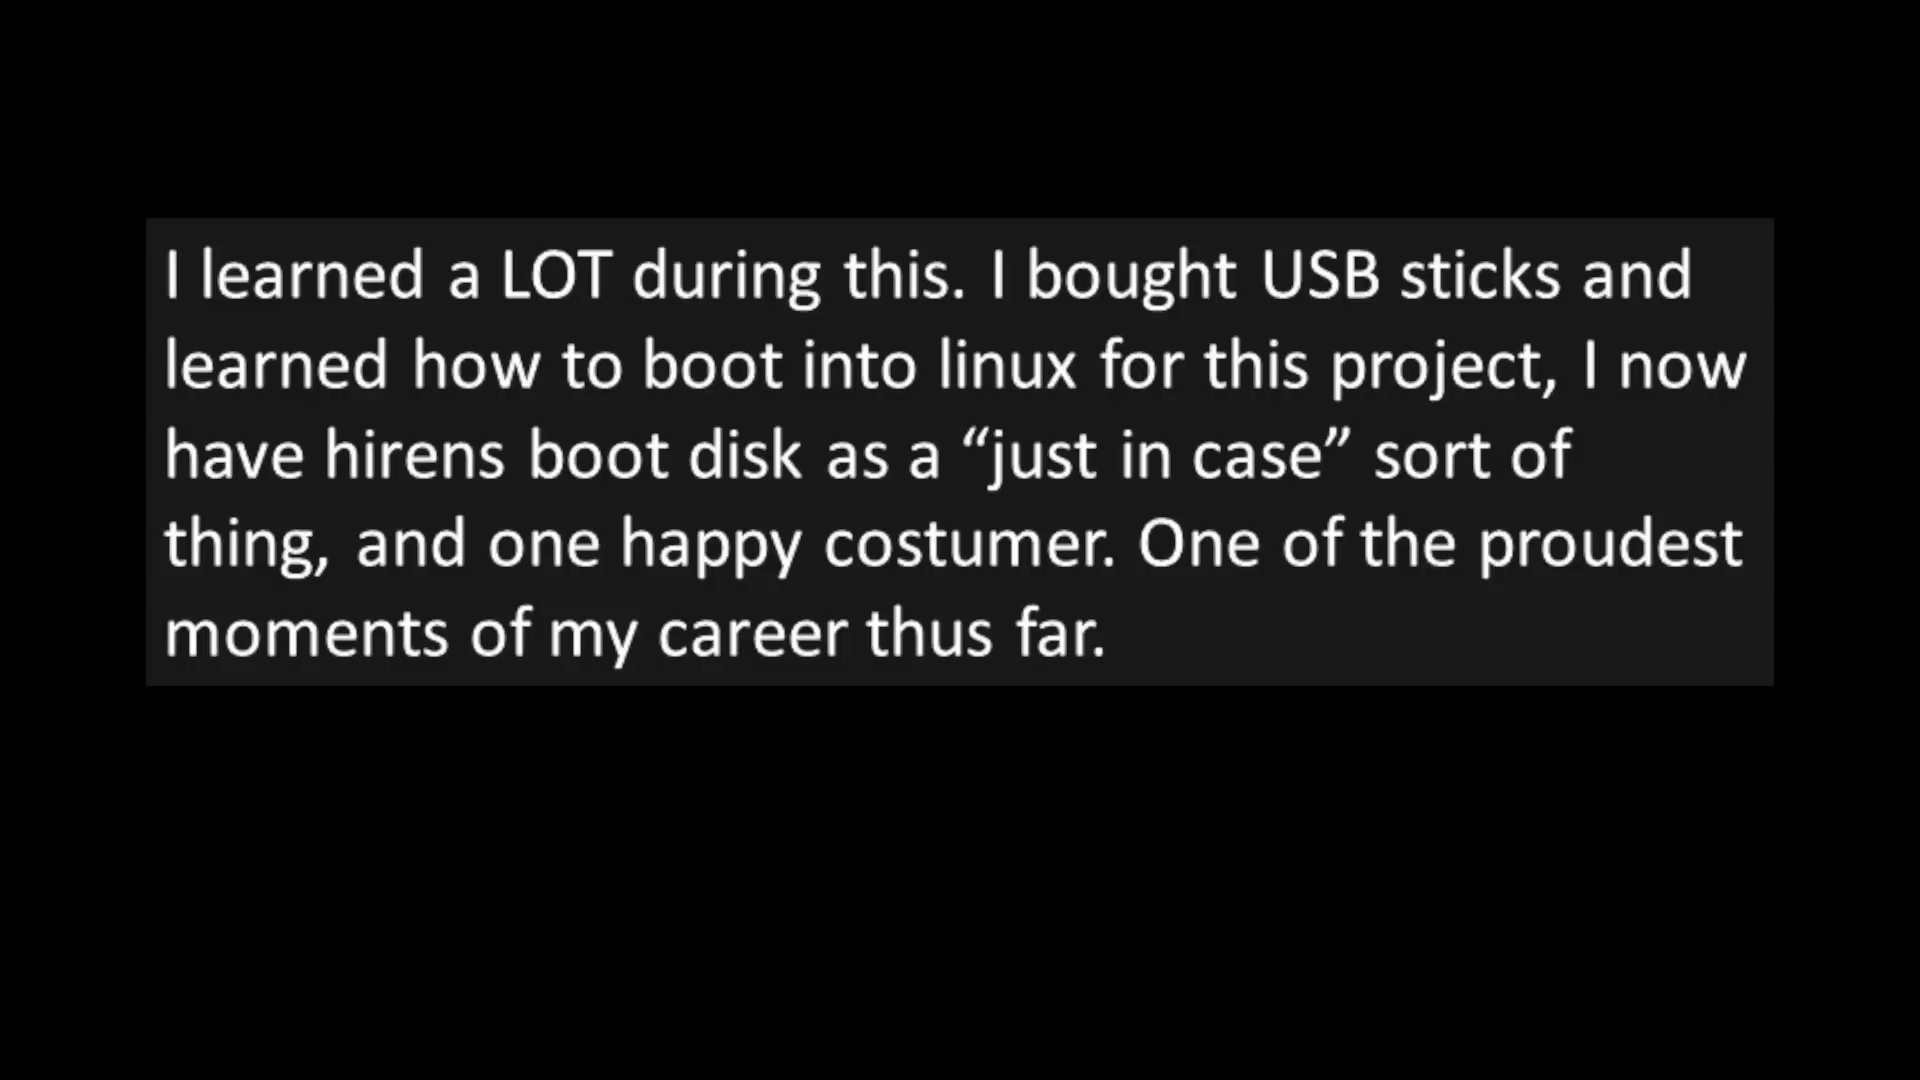 I learned a LOT during this. I bought USB sticks and
learned how to boot into linux for this project, I now
have hirens boot disk as a “just in case” sort of
thing, and one happy costumer. One of the proudest
moments of my career thus far.